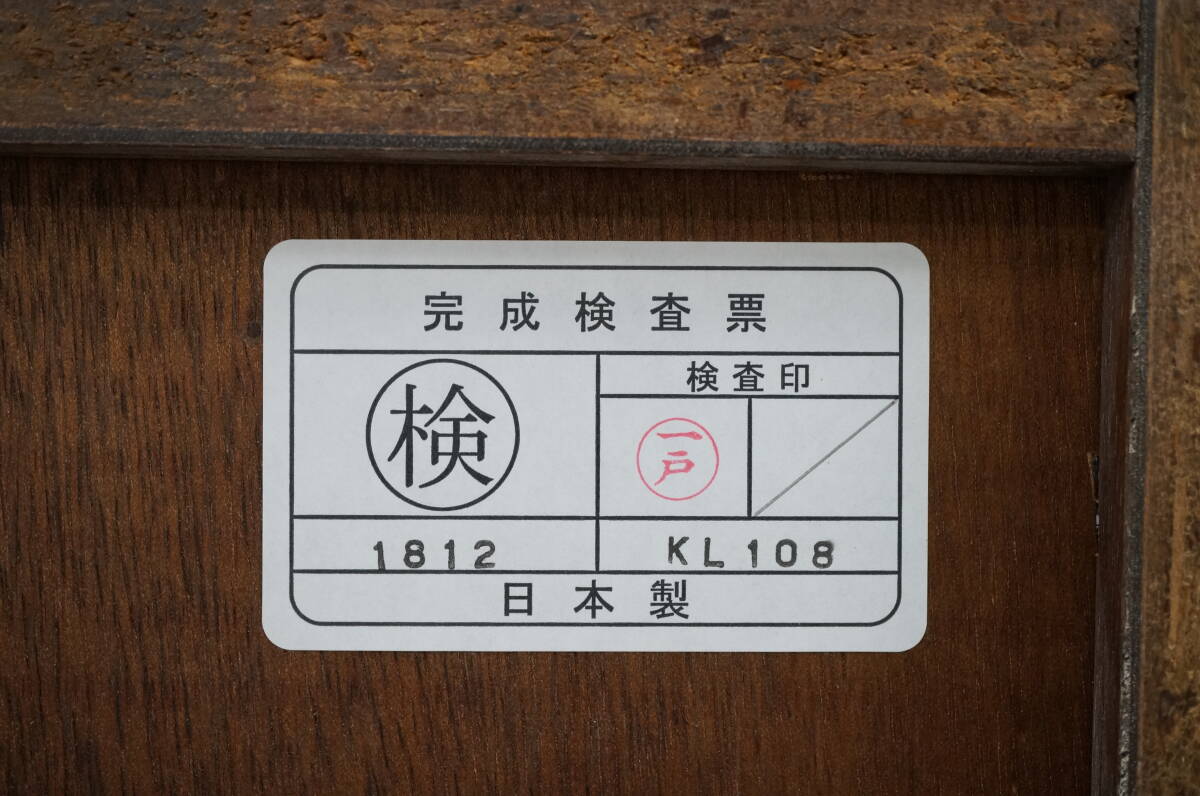 完成検査票
検
検査印
一戸
1812
KL108
日本製